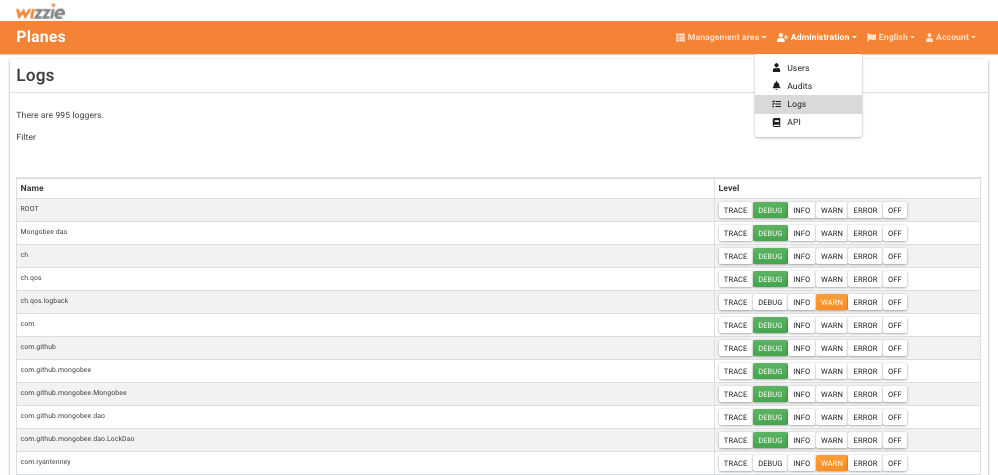 wizzie
Planes
Management area
Administration
English
Account
Users
Audits
Logs
API
Logs
There are 995 loggers.
Filter
Name Level
ROOT TRACE DEBUG INFO WARN ERROR OFF
Mongobee dao TRACE DEBUG INFO WARN ERROR OFF
ch TRACE DEBUG INFO WARN ERROR OFF
ch.qos TRACE DEBUG INFO WARN ERROR OFF
ch.qos.logback TRACE DEBUG INFO WARN ERROR OFF
com TRACE DEBUG INFO WARN ERROR OFF
com.github TRACE DEBUG INFO WARN ERROR OFF
com.github.mongobee TRACE DEBUG INFO WARN ERROR OFF
com.github.mongobee.Mongobee TRACE DEBUG INFO WARN ERROR OFF
com.github.mongobee.dao TRACE DEBUG INFO WARN ERROR OFF
com.github.mongobee.dao.LockDao TRACE DEBUG INFO WARN ERROR OFF
com.ryantenney TRACE DEBUG INFO WARN ERROR OFF